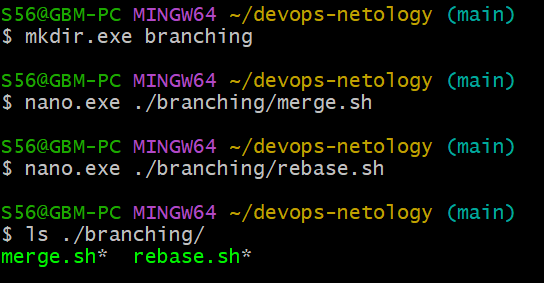 S56@GBM-PC MINGW64 ~/devops-netology (main)
$ mkdir.exe branching
S56@GBM-PC MINGW64 ~/devops-netology (main)
$ nano.exe ./branching/merge.sh
S56@GBM-PC MINGW64 ~/devops-netology (main)
$ nano.exe ./branching/rebase.sh
S56@GBM-PC MINGW64 ~/devops-netology (main)
$ ls ./branching/
merge.sh*  rebase.sh*